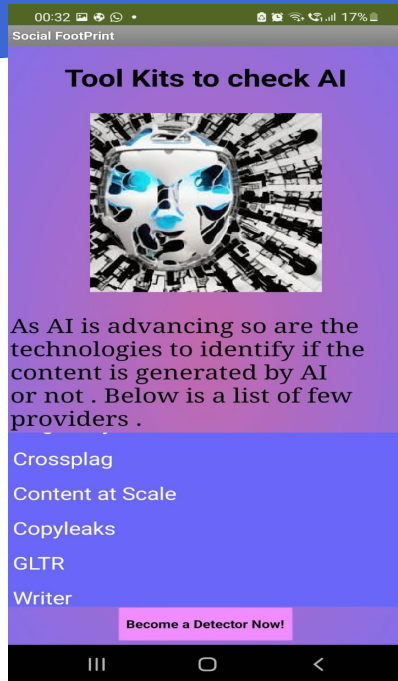 00:32
17%
Social FootPrint
Tool Kits to check AI
As AI is advancing so are the
technologies to identify if the
content is generated by AI
or not . Below is a list of few
providers .
Crossplag
Content at Scale
Copyleaks
GLTR
Writer
Become a Detector Now!